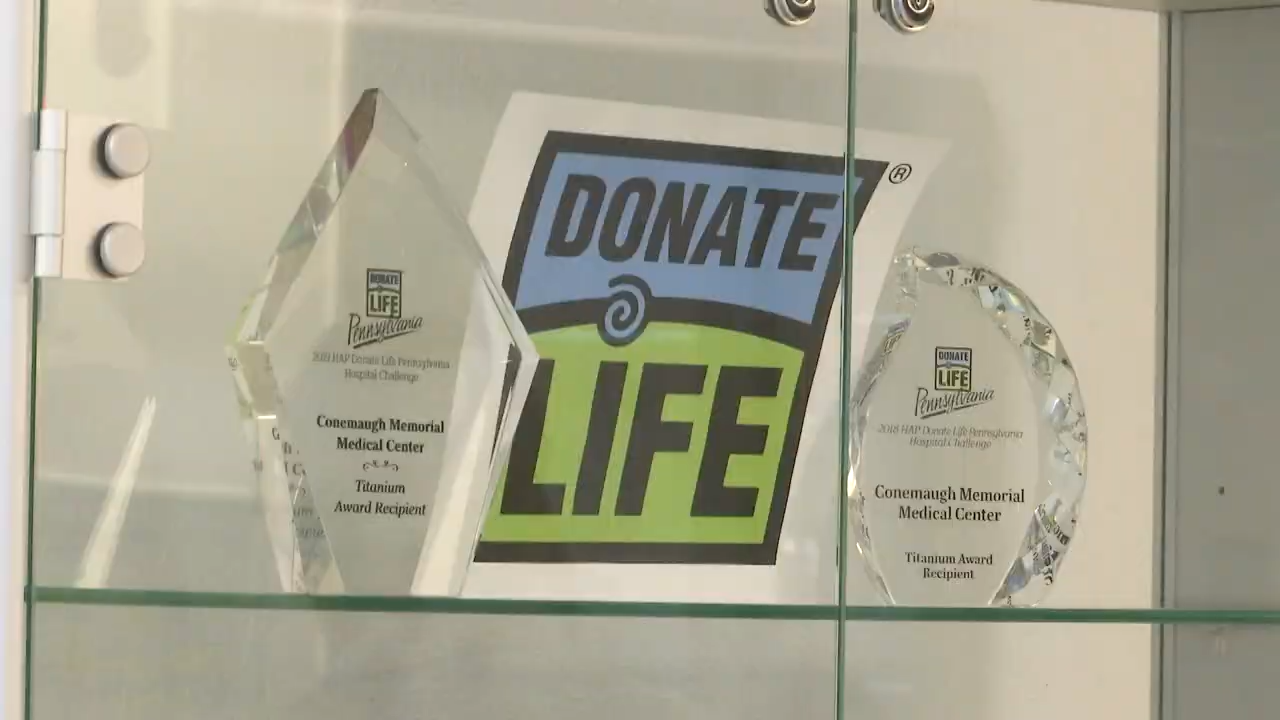 DONATE
LIFE
®
DONATE
LIFE
Pennsylvania
HAP Donate Life Pennsylvania
Hospital Challenge
Conemaugh Memorial
Medical Center
Titanium
Award Recipient
DONATE
LIFE
Pennsylvania
2018 HAP Donate Life Pennsylvania
Hospital Challenge
Conemaugh Memorial
Medical Center
Titanium Award
Recipient